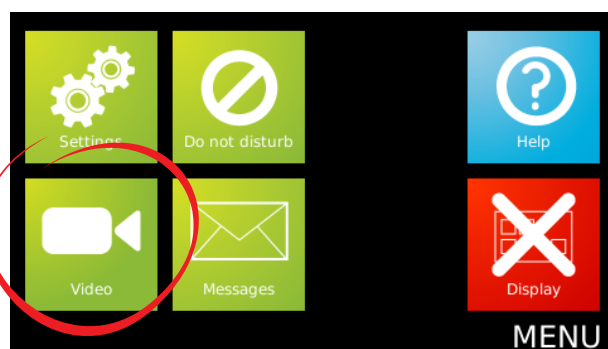 Settings
Do not disturb
Help
Video
Messages
Display
MENU